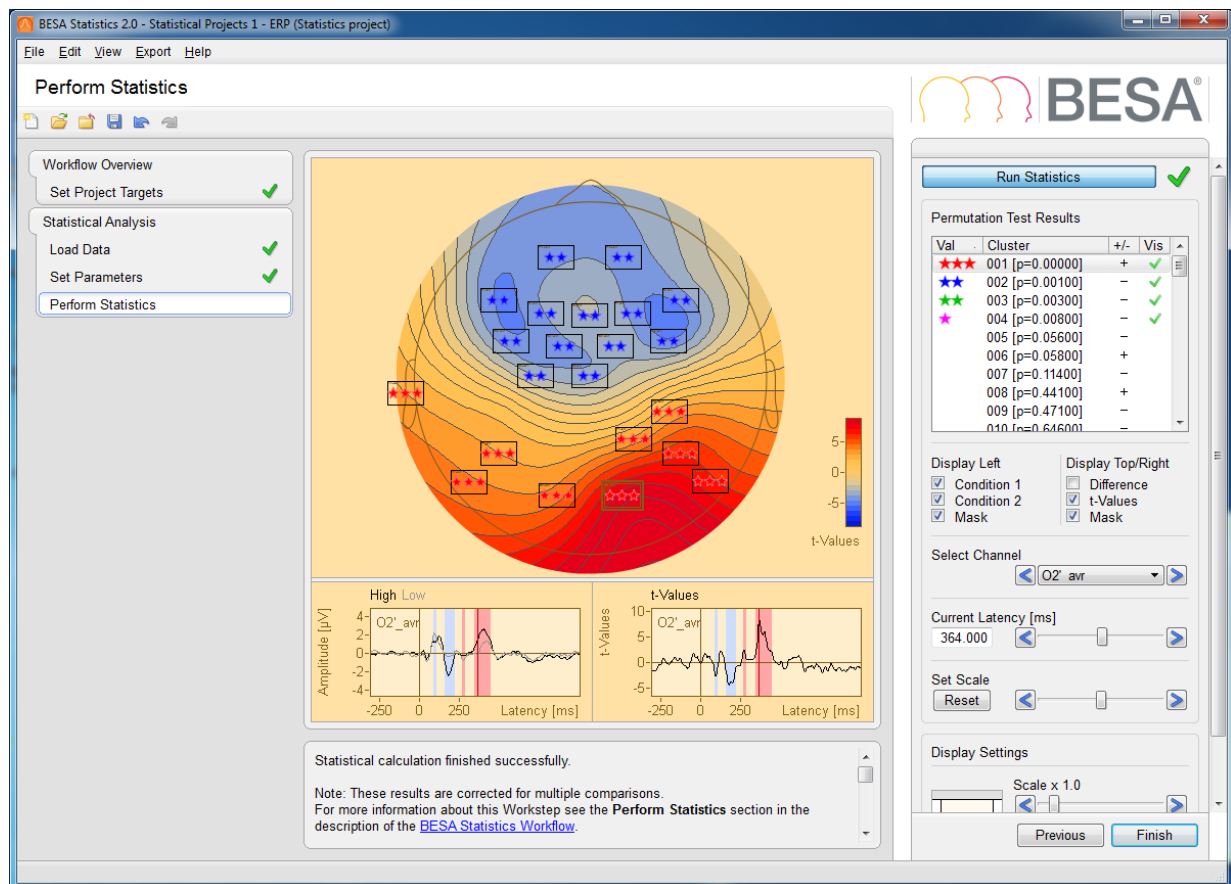 BESA Statistics 2.0 - Statistical Projects 1 - ERP (Statistics project)
File Edit View Export Help
Perform Statistics
BESA®
Workflow Overview
Set Project Targets
Statistical Analysis
Load Data
Set Parameters
Perform Statistics
5-
0-
-5-
t-Values
High Low
Amplitude [µV]
4-
2-
0-
-2-
-4-
O2'_avr
-250 0 250 Latency [ms]
t-Values
t-Values
10-
5-
0-
-5-
O2'_avr
-250 0 250 Latency [ms]
Statistical calculation finished successfully.
Note: These results are corrected for multiple comparisons.
For more information about this Workstep see the Perform Statistics section in the
description of the BESA Statistics Workflow.
Run Statistics
Permutation Test Results
Val Cluster +/- Vis
★★★ 001 [p=0.00000] +
★★ 002 [p=0.00100] −
★★ 003 [p=0.00300] −
★ 004 [p=0.00800] −
005 [p=0.05600] −
006 [p=0.05800] +
007 [p=0.11400] −
008 [p=0.44100] +
009 [p=0.47100] −
010 [p=0.64600] −
Display Left Display Top/Right
Condition 1 Difference
Condition 2 t-Values
Mask Mask
Select Channel
O2'_avr
Current Latency [ms]
364.000
Set Scale
Reset
Display Settings
Scale x 1.0
Previous Finish